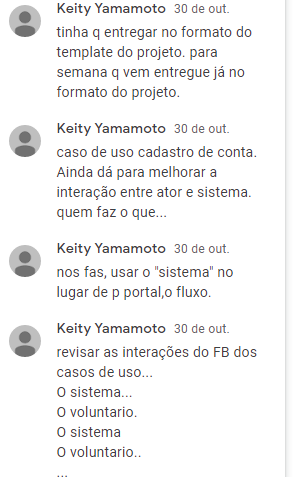 Keity Yamamoto 30 de out.
tinha q entregar no formato do
template do projeto. para
semana q vem entregue já no
formato do projeto.
Keity Yamamoto 30 de out.
caso de uso cadastro de conta.
Ainda dá para melhorar a
interação entre ator e sistema.
quem faz o que...
Keity Yamamoto 30 de out.
nos fas, usar o "sistema" no
lugar de p portal,o fluxo.
Keity Yamamoto 30 de out.
revisar as interações do FB dos
casos de uso...
O sistema...
O voluntario.
O sistema
O voluntario..
...